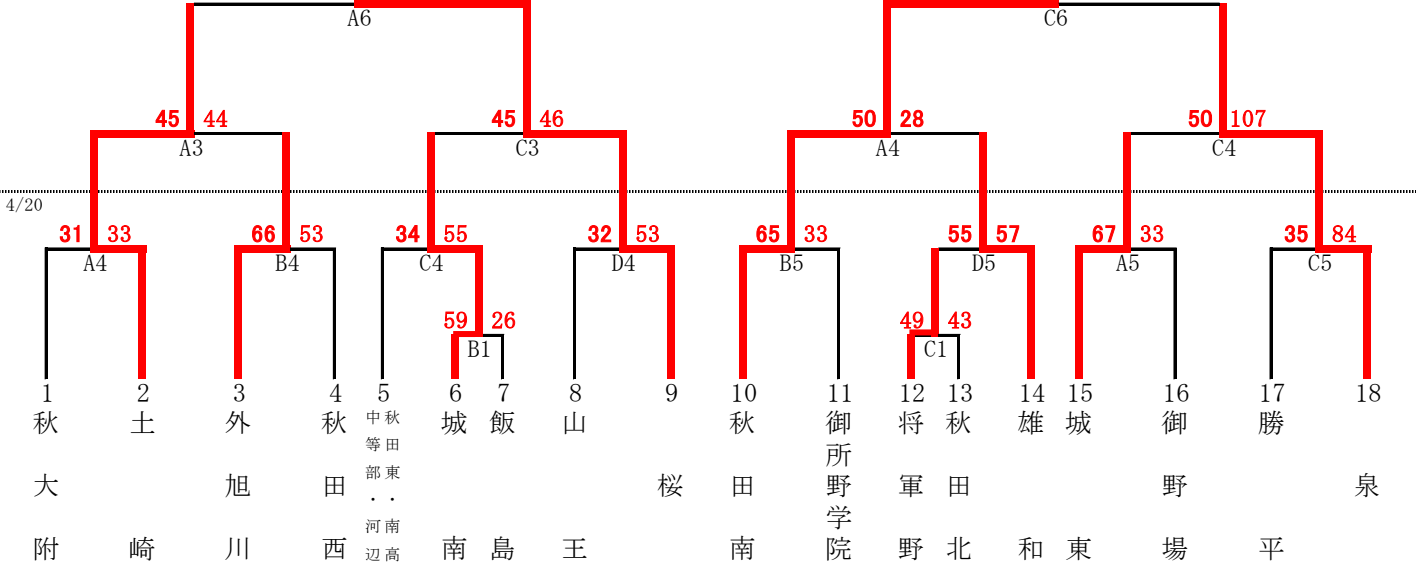 A6 C6
45 44 45 46 50 28 50 107
A3 C3 A4 C4
4/20
31 33 66 53 34 55 32 53 65 33 55 57 67 33 35 84
A4 B4 C4 D4 B5 D5 A5 C5
59 26 49 43
B1 C1
1 2 3 4 5 6 7 8 9 10 11 12 13 14 15 16 17 18
秋大附
土崎
外旭川
秋田西
秋田東・南高
中等部・河辺
城南
飯島
山王
桜
秋田南
御所野学院
将軍野
秋田北
雄和
城東
御野場
勝平
泉